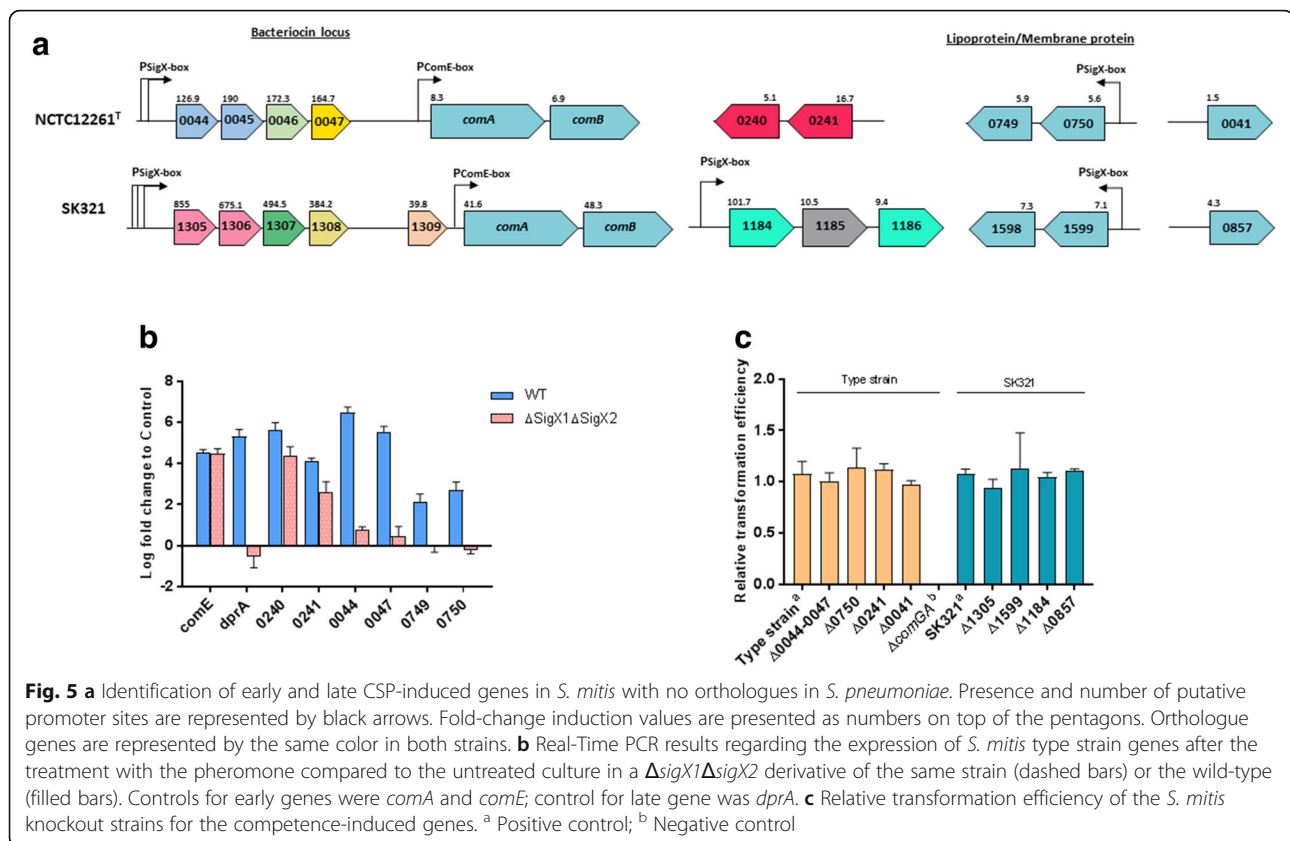 a
Bacteriocin locus
Lipoprotein/Membrane protein
PSigX-box
PComE-box
PSigX-box
NCTC12261T
126.9 190 172.3 164.7 8.3 6.9 5.1 16.7 5.9 5.6 1.5
0044 0045 0046 0047 comA comB 0240 0241 0749 0750 0041
PSigX-box
PComE-box
PSigX-box
PSigX-box
SK321
855 675.1 494.5 384.2 39.8 41.6 48.3 101.7 10.5 9.4 7.3 7.1 4.3
1305 1306 1307 1308 1309 comA comB 1184 1185 1186 1598 1599 0857
b
Log fold change to Control
8
6
4
2
0
-2
WT
ΔSigX1ΔSigX2
comE dprA 0240 0241 0044 0047 0749 0750
c
Relative transformation efficiency
2.0
1.5
1.0
0.5
0.0
Type strain
SK321
Type strain a Δ0044-0047 Δ0750 Δ0241 Δ0041 ΔcomGA b SK321 a Δ1305 Δ1599 Δ1184 Δ0857
Fig. 5 a Identification of early and late CSP-induced genes in S. mitis with no orthologues in S. pneumoniae. Presence and number of putative
promoter sites are represented by black arrows. Fold-change induction values are presented as numbers on top of the pentagons. Orthologue
genes are represented by the same color in both strains. b Real-Time PCR results regarding the expression of S. mitis type strain genes after the
treatment with the pheromone compared to the untreated culture in a ΔsigX1ΔsigX2 derivative of the same strain (dashed bars) or the wild-type
(filled bars). Controls for early genes were comA and comE; control for late gene was dprA. c Relative transformation efficiency of the S. mitis
knockout strains for the competence-induced genes. a Positive control; b Negative control